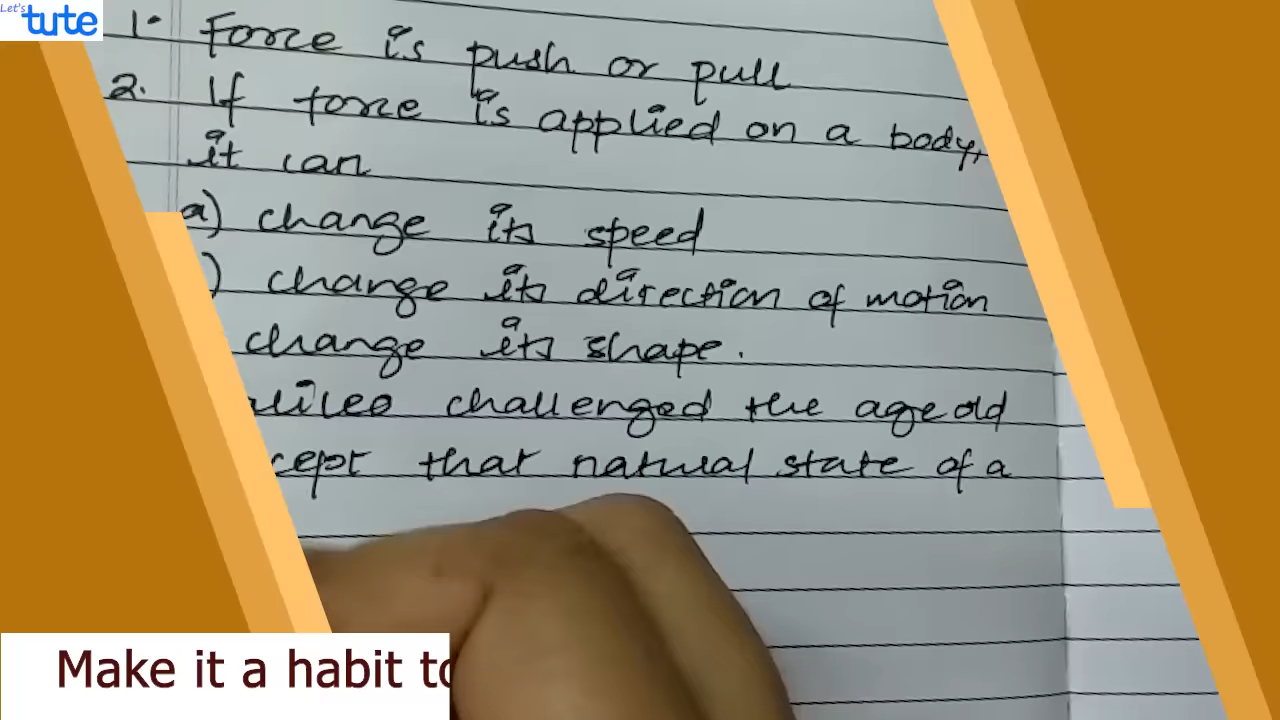 Let's
tute
1. Force is push or pull
2. If force is applied on a body,
it can
a) change its speed
) change its direction of motion
change its shape.
challenged the age old
that natural state of a
Make it a habit